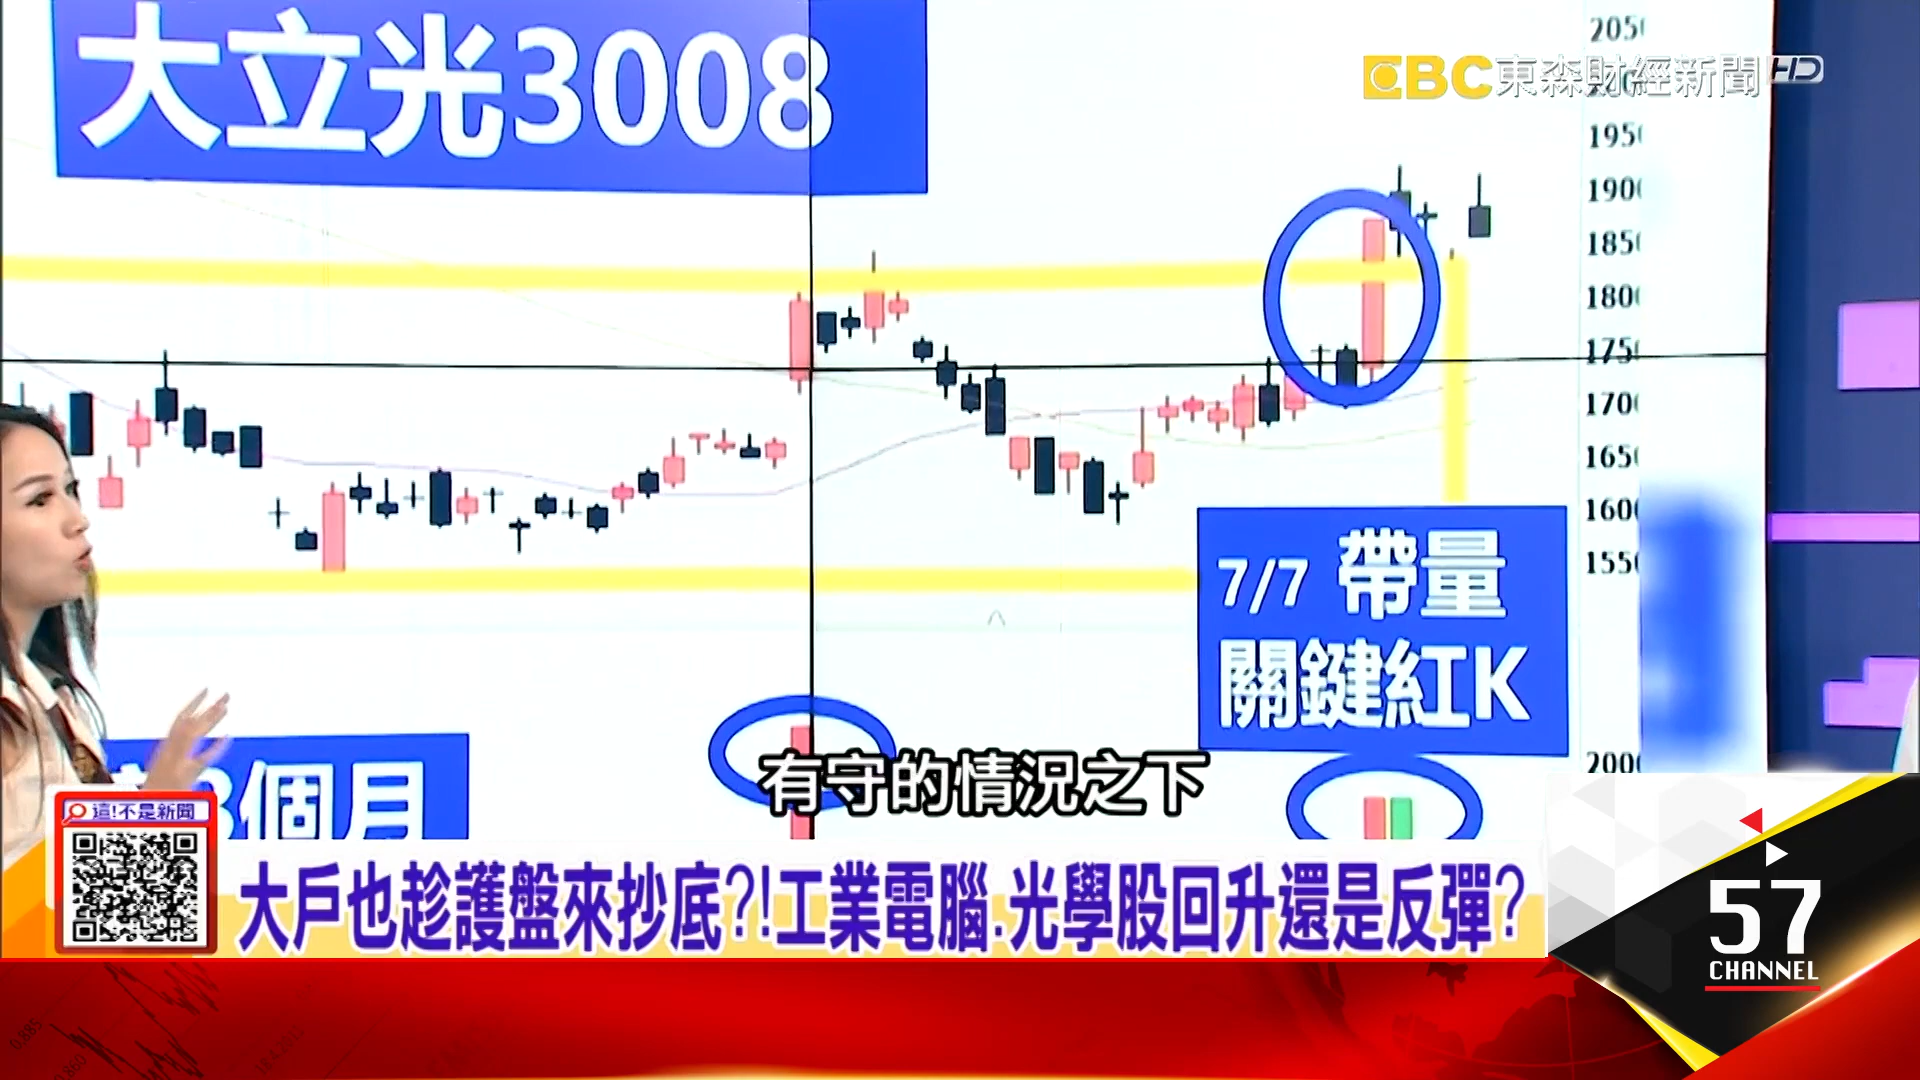 大立光3008
EBC東森財經新聞HD
1950
1900
1850
1800
1750
1700
1650
1600
1550
7/7 帶量
關鍵紅K
2000
3個月
有守的情況之下
這!不是新聞
大戶也趁護盤來抄底?!工業電腦.光學股回升還是反彈?
57
CHANNEL